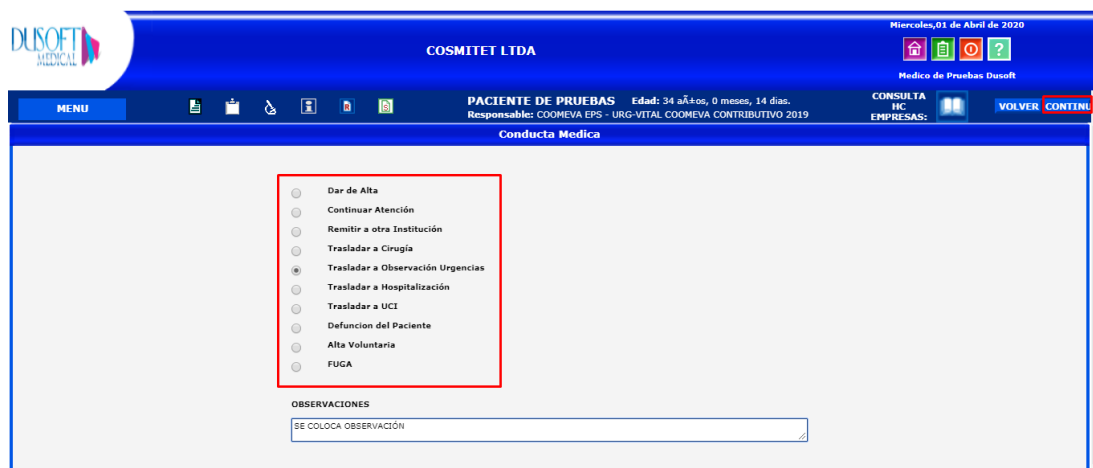 DUSOFT
MEDICAL
COSMITET LTDA
Miercoles,01 de Abril de 2020
?
Medico de Pruebas Dusoft
MENU
R
S
PACIENTE DE PRUEBAS Edad: 34 aÃ±os, 0 meses, 14 dias.
Responsable: COOMEVA EPS - URG-VITAL COOMEVA CONTRIBUTIVO 2019
CONSULTA
HC
EMPRESAS:
VOLVER CONTINU
Conducta Medica
Dar de Alta
Continuar Atención
Remitir a otra Institución
Trasladar a Cirugía
Trasladar a Observación Urgencias
Trasladar a Hospitalización
Trasladar a UCI
Defuncion del Paciente
Alta Voluntaria
FUGA
OBSERVACIONES
SE COLOCA OBSERVACIÓN